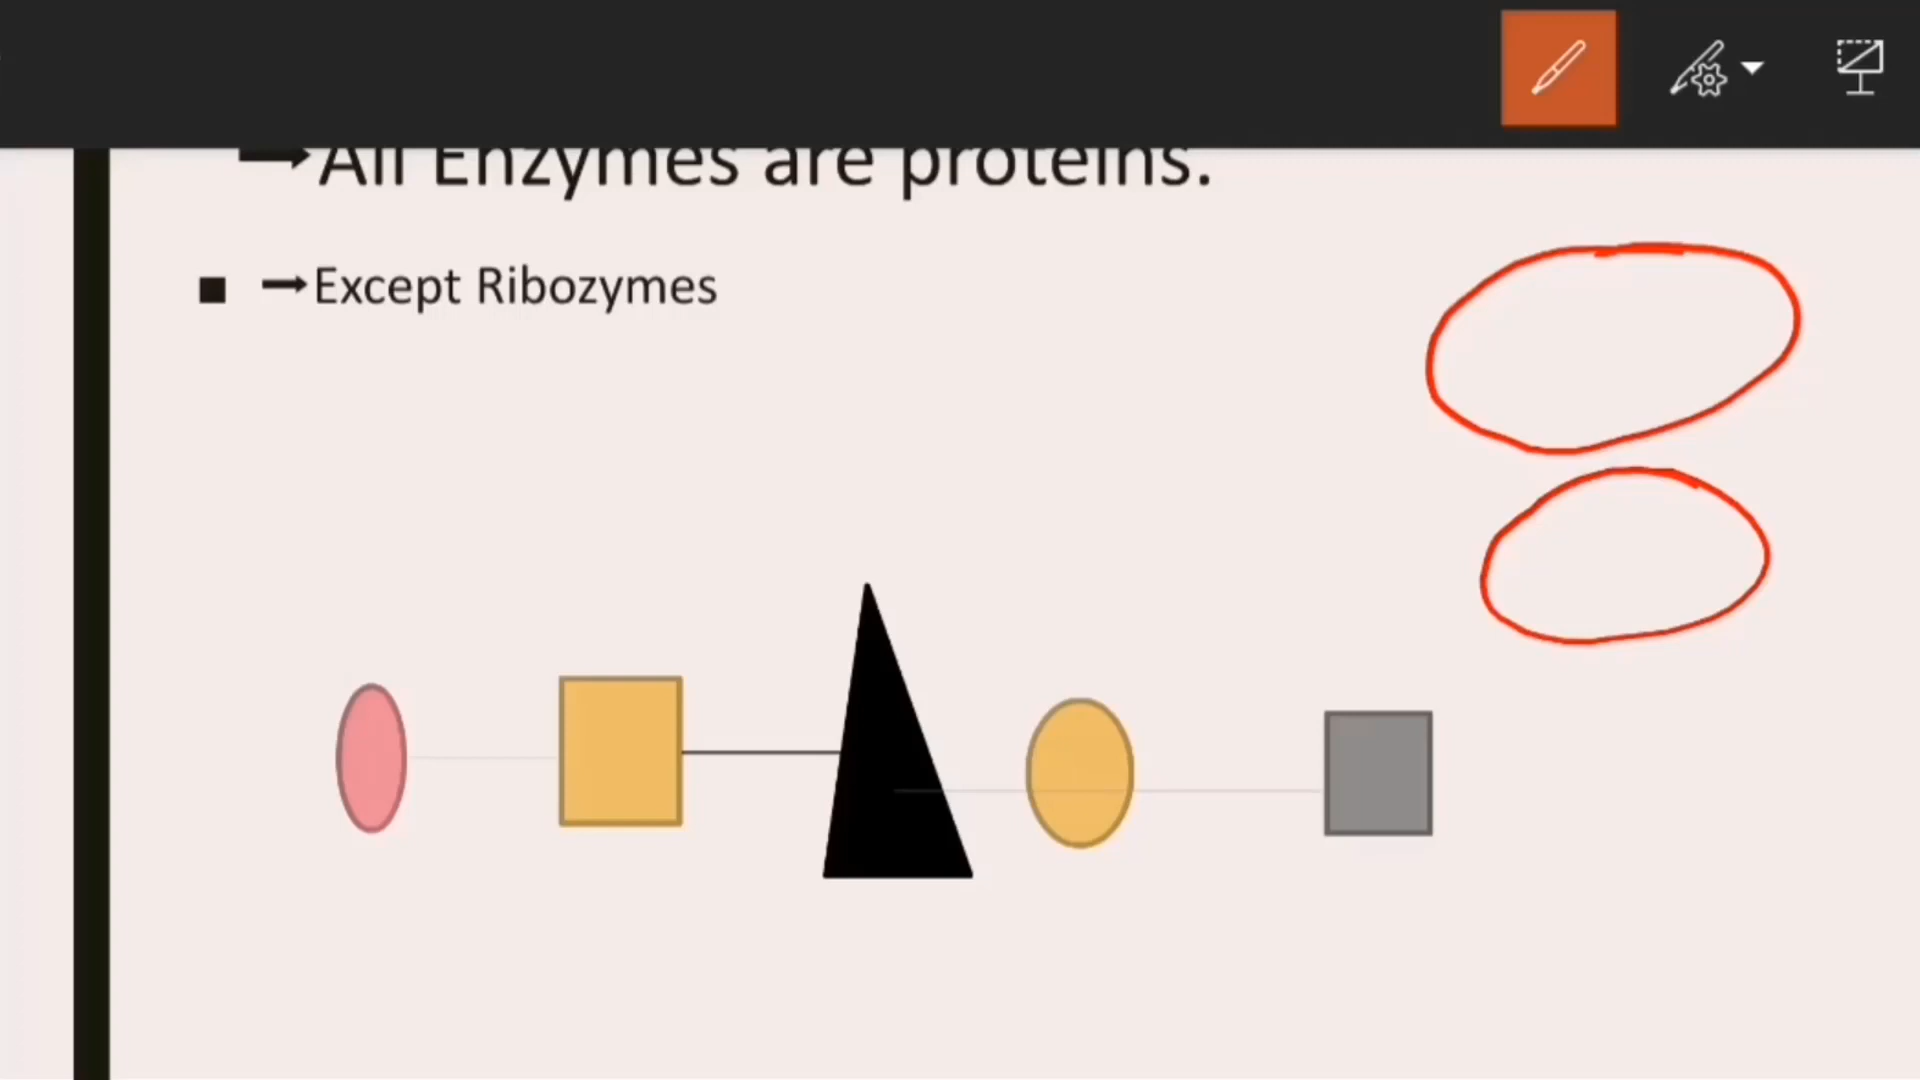 ➞All Enzymes are proteins.
■ ➞Except Ribozymes